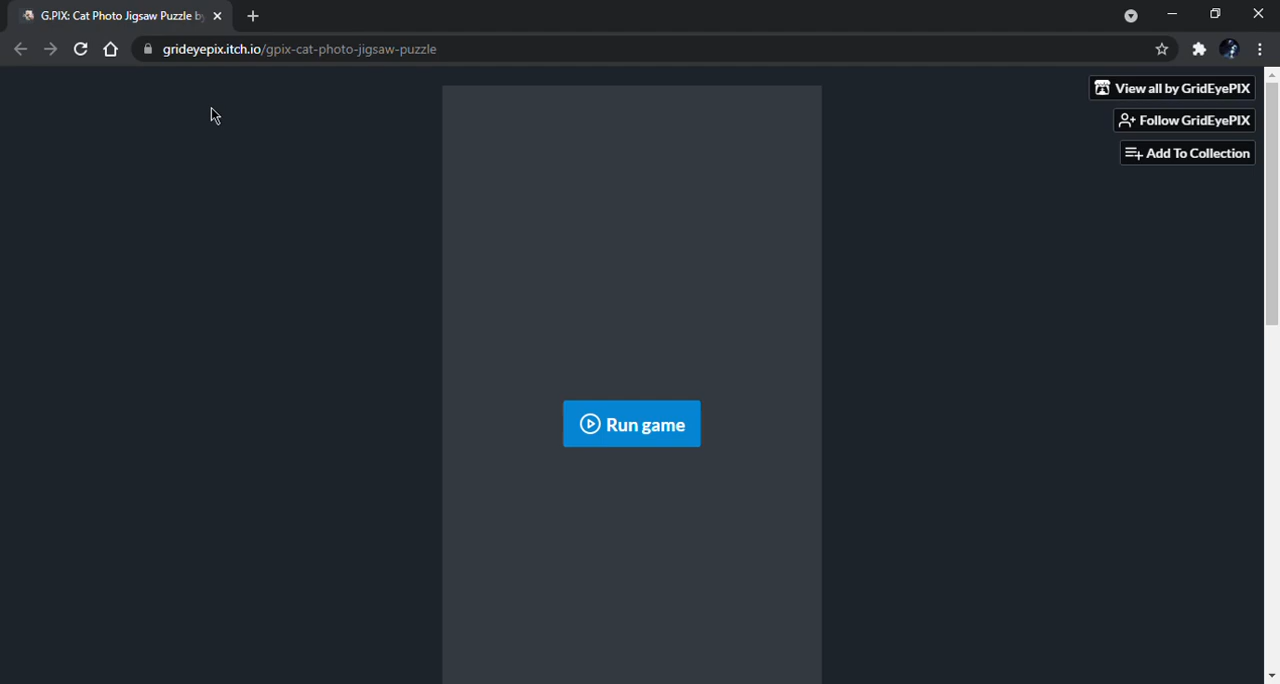 G.PIX: Cat Photo Jigsaw Puzzle by
grideyepix.itch.io/gpix-cat-photo-jigsaw-puzzle
View all by GridEyePIX
Follow GridEyePIX
Add To Collection
Run game